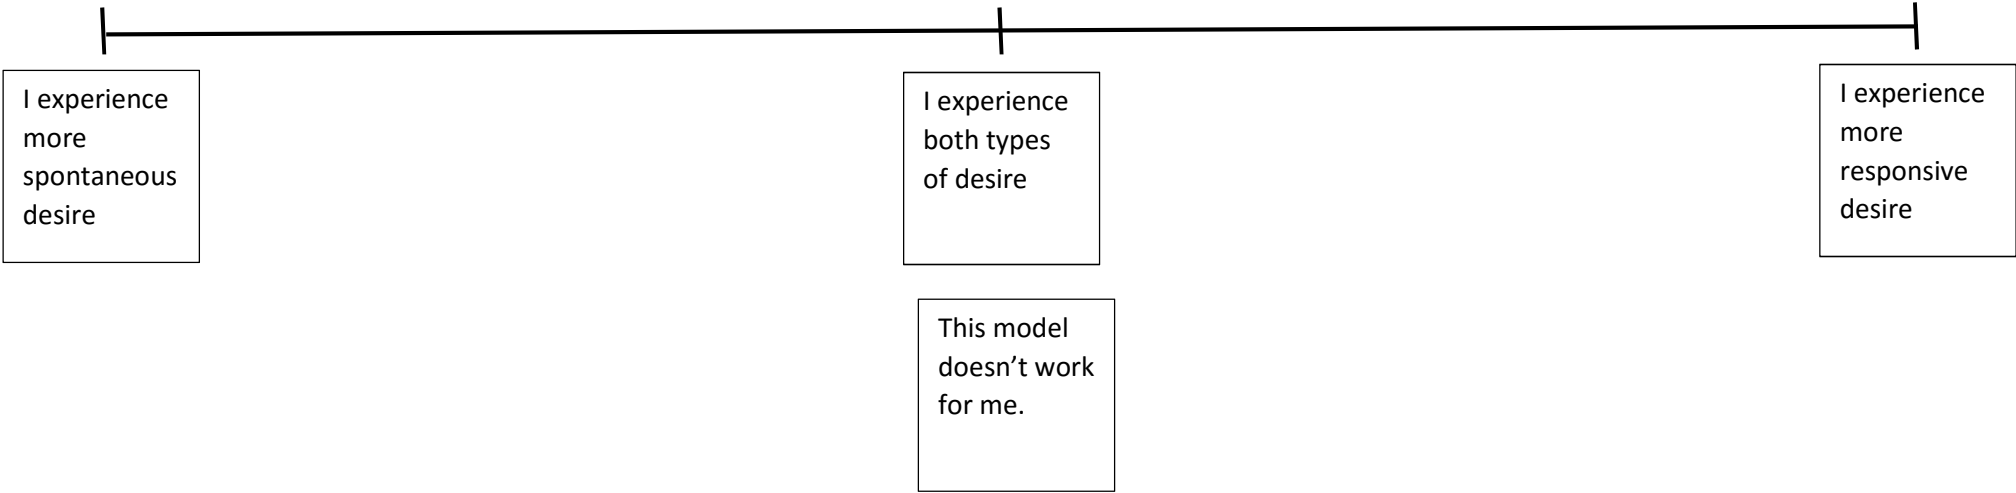 I experience
more
spontaneous
desire
I experience
both types
of desire
I experience
more
responsive
desire
This model
doesn’t work
for me.